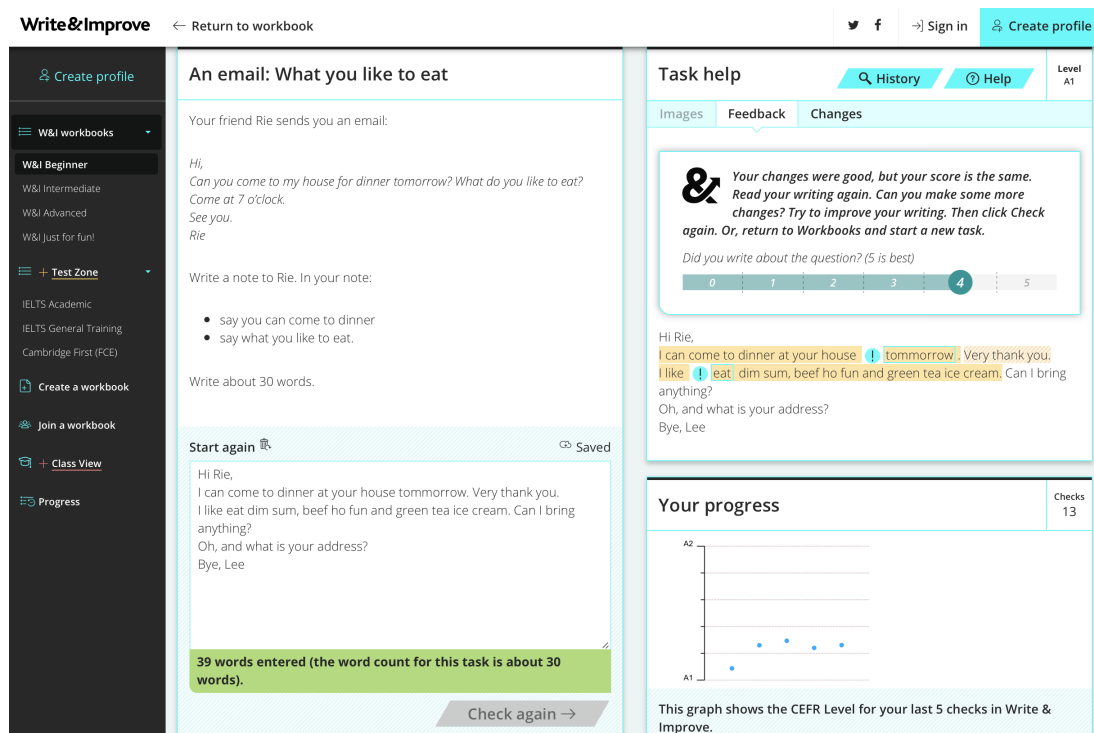 Write&Improve
← Return to workbook
Sign in
Create profile
Create profile
W&I workbooks
W&I Beginner
W&I Intermediate
W&I Advanced
W&I Just for fun!
+ Test Zone
IELTS Academic
IELTS General Training
Cambridge First (FCE)
Create a workbook
Join a workbook
+ Class View
Progress
An email: What you like to eat
Your friend Rie sends you an email:
Hi,
Can you come to my house for dinner tomorrow? What do you like to eat?
Come at 7 o'clock.
See you.
Rie
Write a note to Rie. In your note:
• say you can come to dinner
• say what you like to eat.
Write about 30 words.
Start again
Saved
Hi Rie,
I can come to dinner at your house tommorrow. Very thank you.
I like eat dim sum, beef ho fun and green tea ice cream. Can I bring
anything?
Oh, and what is your address?
Bye, Lee
39 words entered (the word count for this task is about 30
words).
Check again →
Task help
History
Help
Level
A1
Images
Feedback
Changes
Your changes were good, but your score is the same.
Read your writing again. Can you make some more
changes? Try to improve your writing. Then click Check
again. Or, return to Workbooks and start a new task.
Did you write about the question? (5 is best)
0 1 2 3 4 5
Hi Rie,
I can come to dinner at your house ! tommorrow . Very thank you.
I like ! eat dim sum, beef ho fun and green tea ice cream. Can I bring
anything?
Oh, and what is your address?
Bye, Lee
Your progress
Checks
13
A2
A1
This graph shows the CEFR Level for your last 5 checks in Write &
Improve.